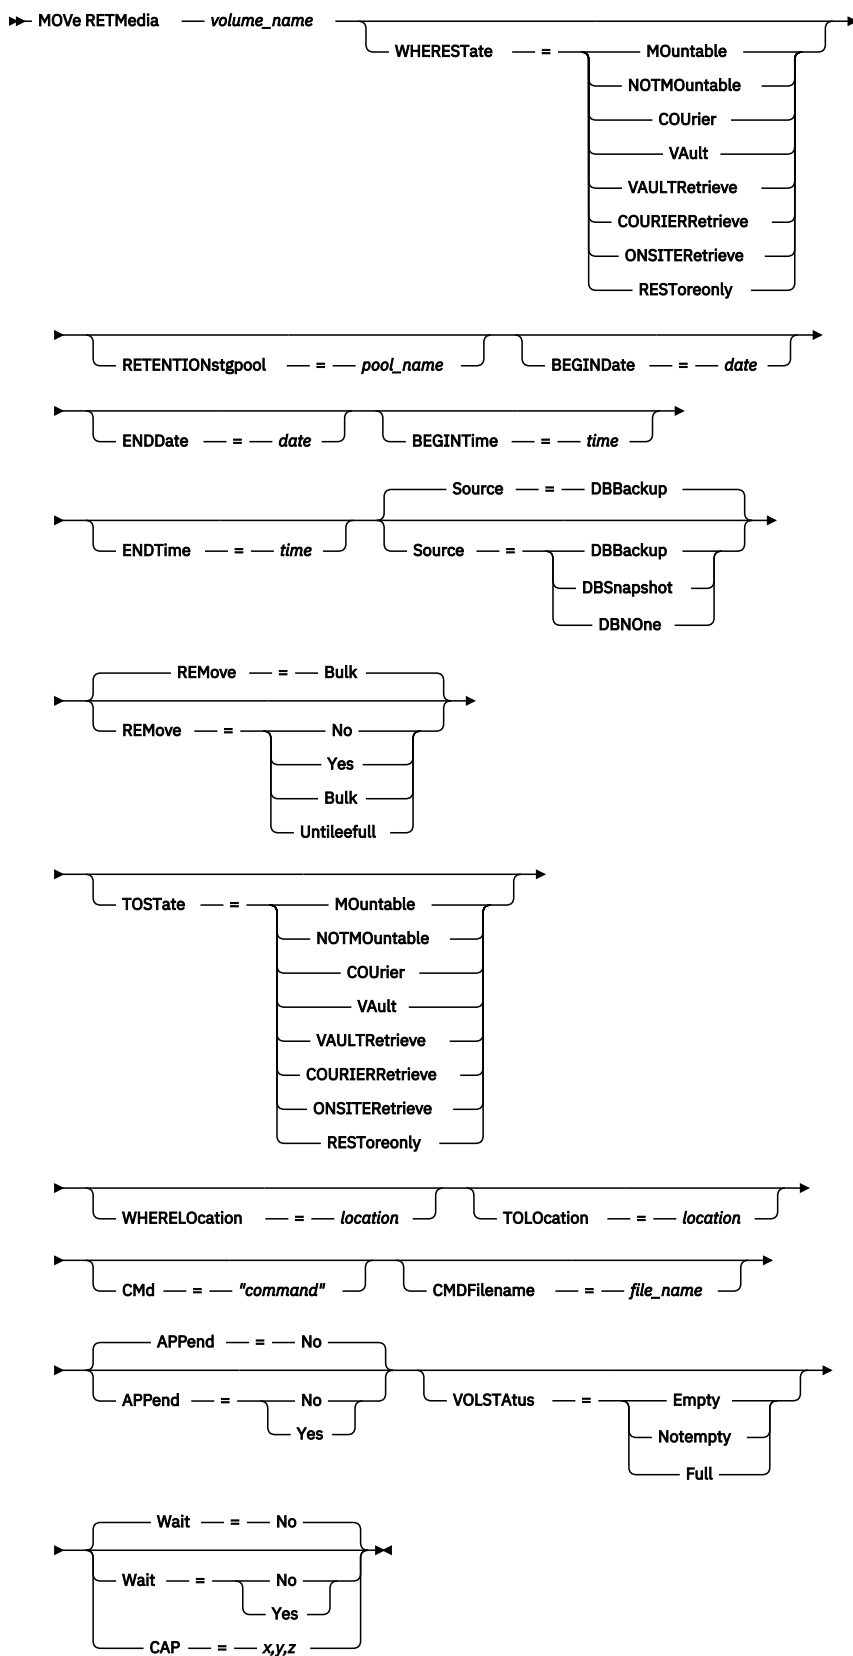 MOVe RETMedia volume_name
WHEREState = MOuntable
NOTMOuntable
COUrier
VAult
VAULTRetrieve
COURIERRetrieve
ONSITERetrieve
RESToreonly
RETENTIONstgpool = pool_name BEGINDate = date
ENDDate = date BEGINTime = time
Source = DBBackup
ENDTime = time Source = DBBackup
DBSnapshot
DBNOne
REMove = Bulk
REMove = No
Yes
Bulk
Untileefull
TOSTate = MOuntable
NOTMOuntable
COUrier
VAult
VAULTRetrieve
COURIERRetrieve
ONSITERetrieve
RESToreonly
WHERELOcation = location TOLOcation = location
CMd = "command" CMDFilename = file_name
APPend = No
APPend = No VOLSTAtus = Empty
Yes Notempty
Full
Wait = No
Wait = No
Yes
CAP = x,y,z